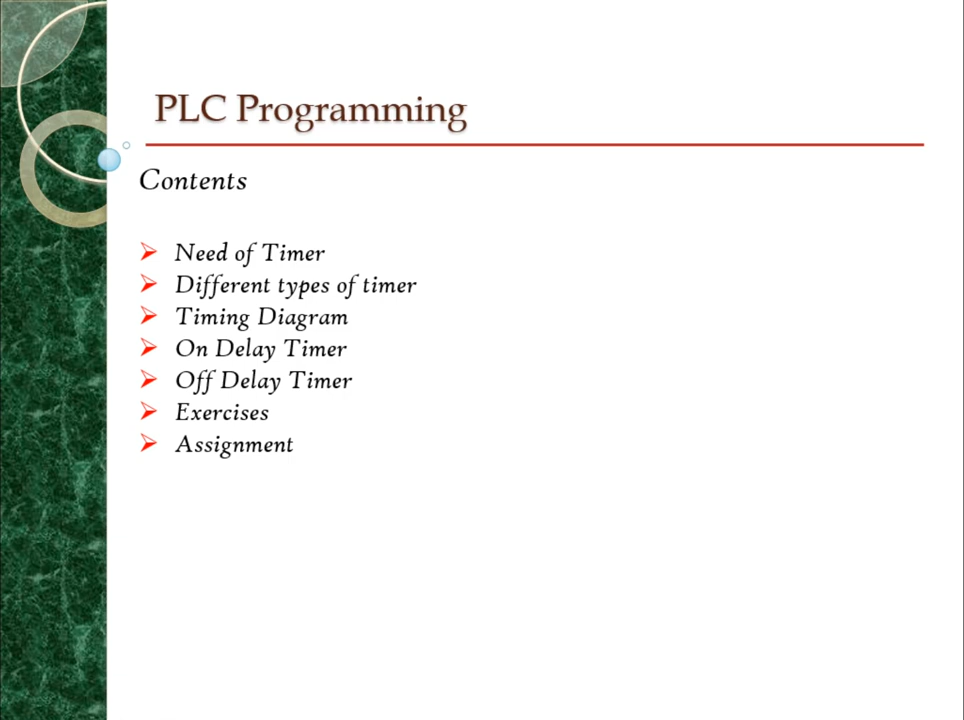 PLC Programming
Contents
Need of Timer
Different types of timer
Timing Diagram
On Delay Timer
Off Delay Timer
Exercises
Assignment